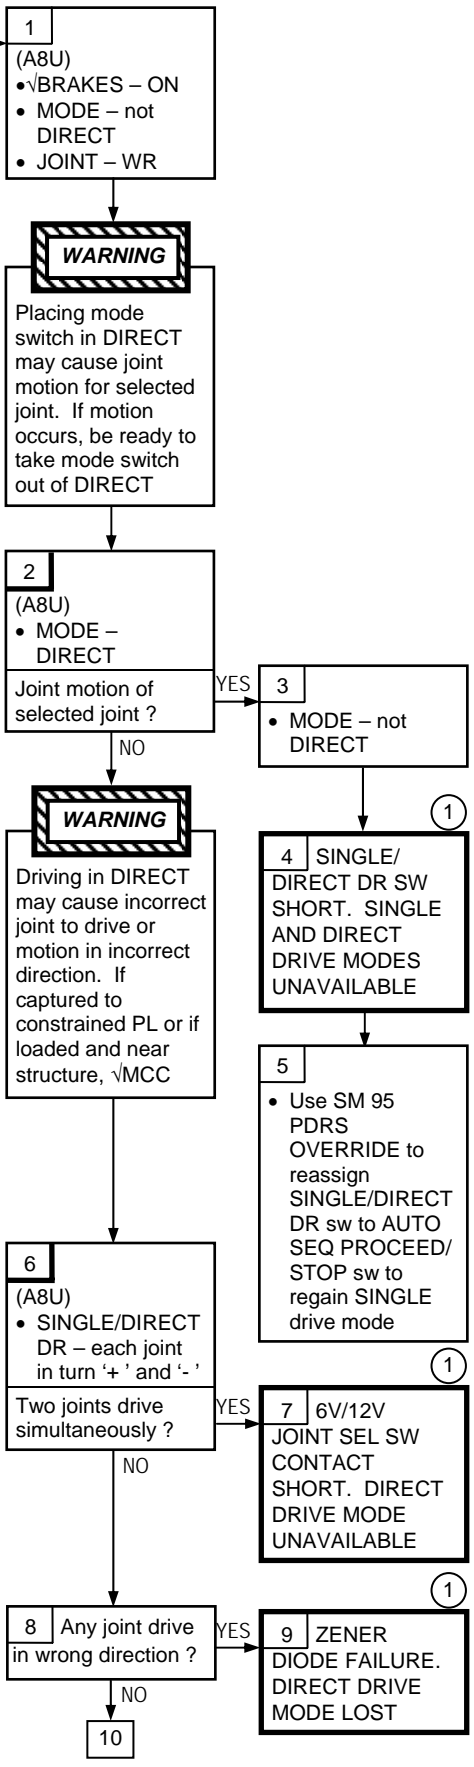 1
(A8U)
•√BRAKES – ON
• MODE – not
DIRECT
• JOINT – WR
WARNING
Placing mode
switch in DIRECT
may cause joint
motion for selected
joint. If motion
occurs, be ready to
take mode switch
out of DIRECT
2
(A8U)
• MODE –
DIRECT
Joint motion of
selected joint ?
YES
NO
3
• MODE – not
DIRECT
1
4 SINGLE/
DIRECT DR SW
SHORT. SINGLE
AND DIRECT
DRIVE MODES
UNAVAILABLE
5
• Use SM 95
PDRS
OVERRIDE to
reassign
SINGLE/DIRECT
DR sw to AUTO
SEQ PROCEED/
STOP sw to
regain SINGLE
drive mode
WARNING
Driving in DIRECT
may cause incorrect
joint to drive or
motion in incorrect
direction. If
captured to
constrained PL or if
loaded and near
structure, √MCC
6
(A8U)
• SINGLE/DIRECT
DR – each joint
in turn ‘+ ’ and ‘- ’
Two joints drive
simultaneously ?
YES
NO
1
7 6V/12V
JOINT SEL SW
CONTACT
SHORT. DIRECT
DRIVE MODE
UNAVAILABLE
8 Any joint drive
in wrong direction ?
YES
NO
1
9 ZENER
DIODE FAILURE.
DIRECT DRIVE
MODE LOST
10